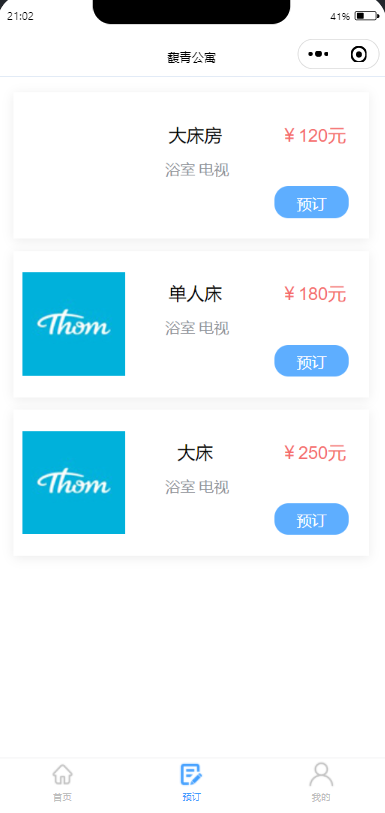 21:02
41%
馥青公寓
大床房
¥120元
浴室 电视
预订
Thom
单人床
¥180元
浴室 电视
预订
Thom
大床
¥250元
浴室 电视
预订
首页
预订
我的